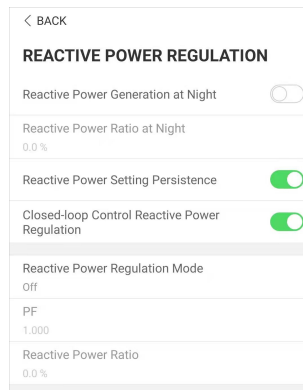 < BACK
REACTIVE POWER REGULATION
Reactive Power Generation at Night
Reactive Power Ratio at Night
0.0 %
Reactive Power Setting Persistence
Closed-loop Control Reactive Power
Regulation
Reactive Power Regulation Mode
Off
PF
1.000
Reactive Power Ratio
0.0 %